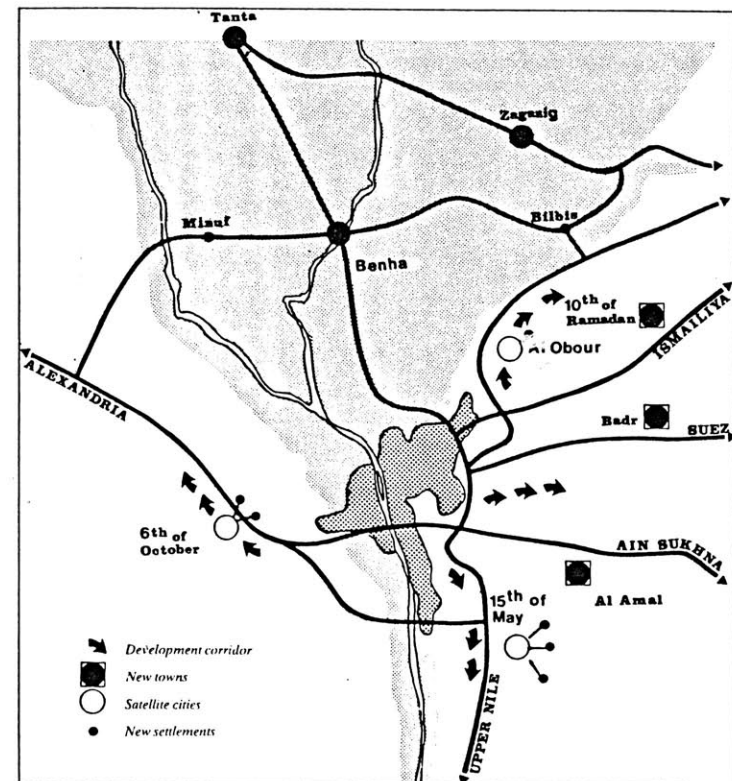 Tanta
Zagazig
Minuf
Bilbis
Benha
10th of
Ramadan
ISMAILIYA
Al Obour
ALEXANDRIA
Badr
SUEZ
6th of
October
AIN SUKHNA
15th of
May
Al Amal
UPPER NILE
Development corridor
New towns
Satellite cities
New settlements